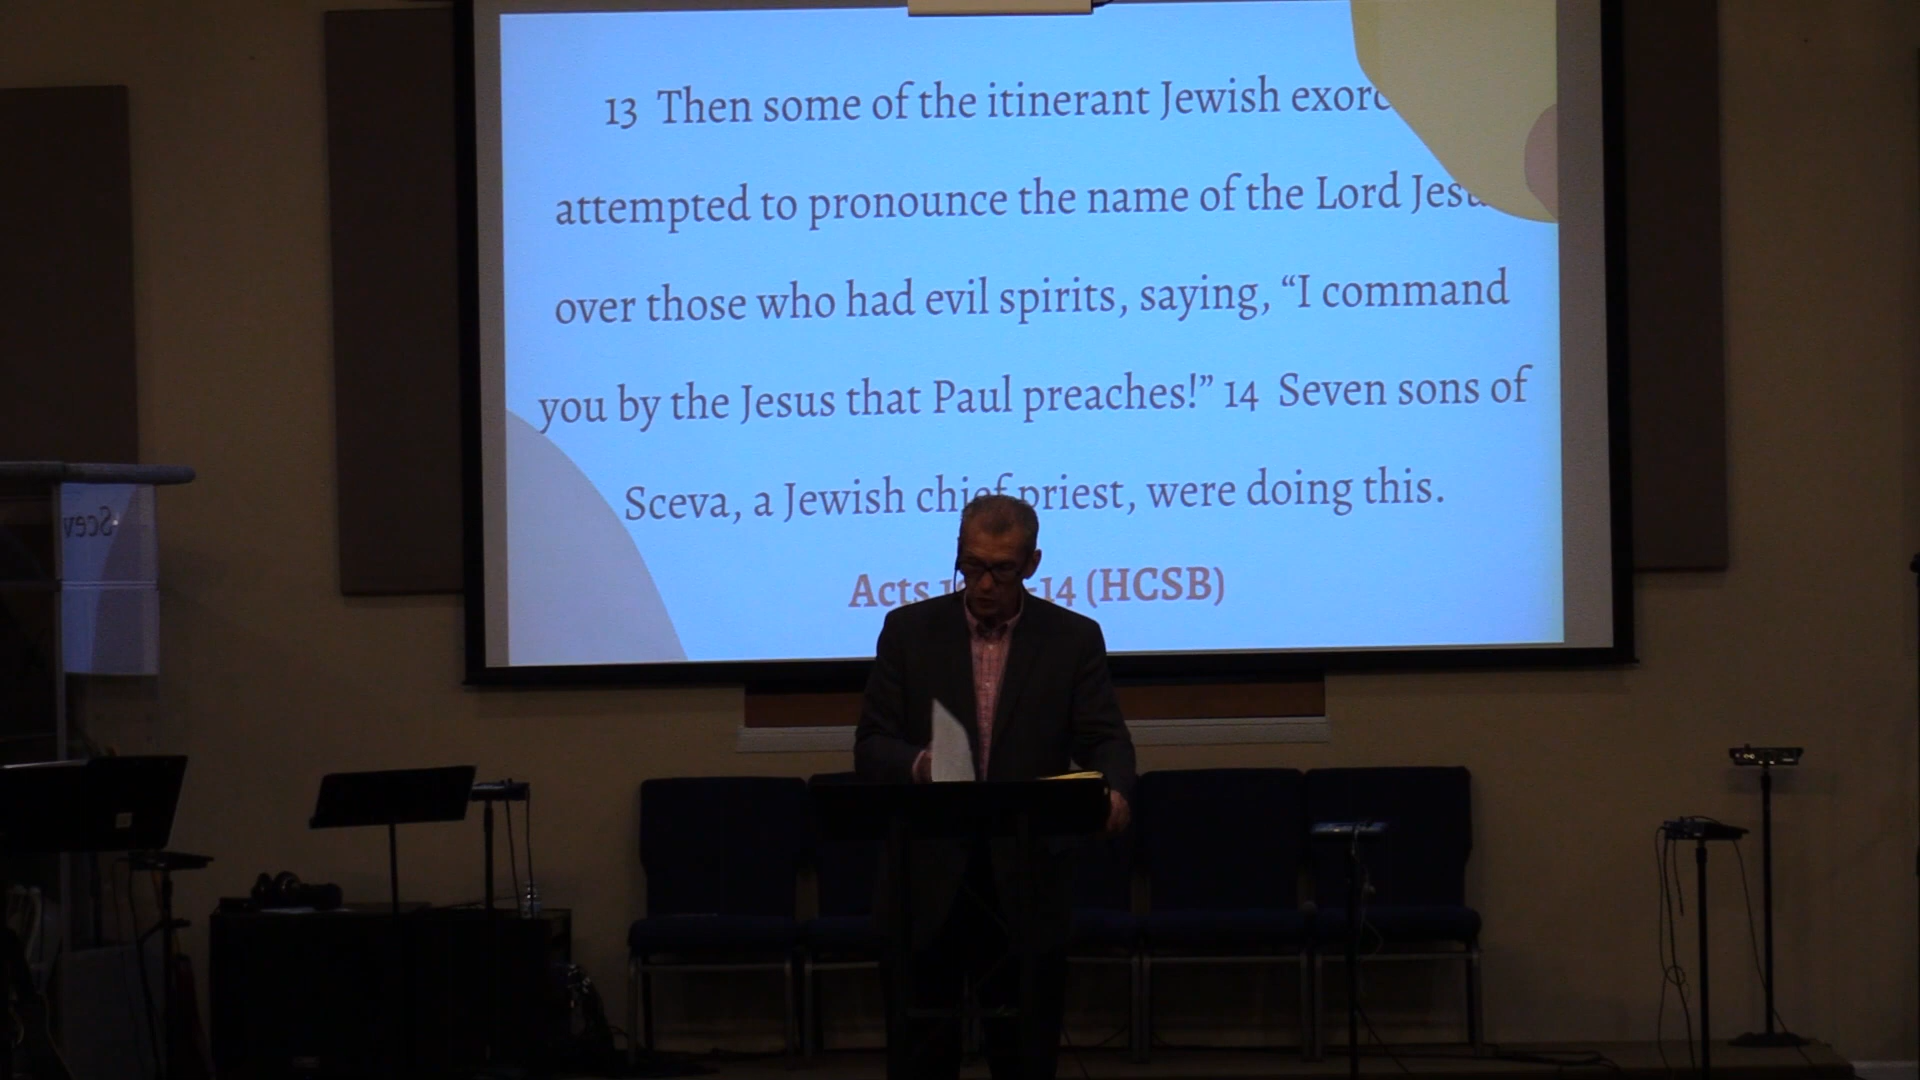 13 Then some of the itinerant Jewish exorc
attempted to pronounce the name of the Lord Jesu
over those who had evil spirits, saying, “I command
you by the Jesus that Paul preaches!” 14 Seven sons of
Sceva, a Jewish chief priest, were doing this.
Acts 1 -14 (HCSB)
Scev